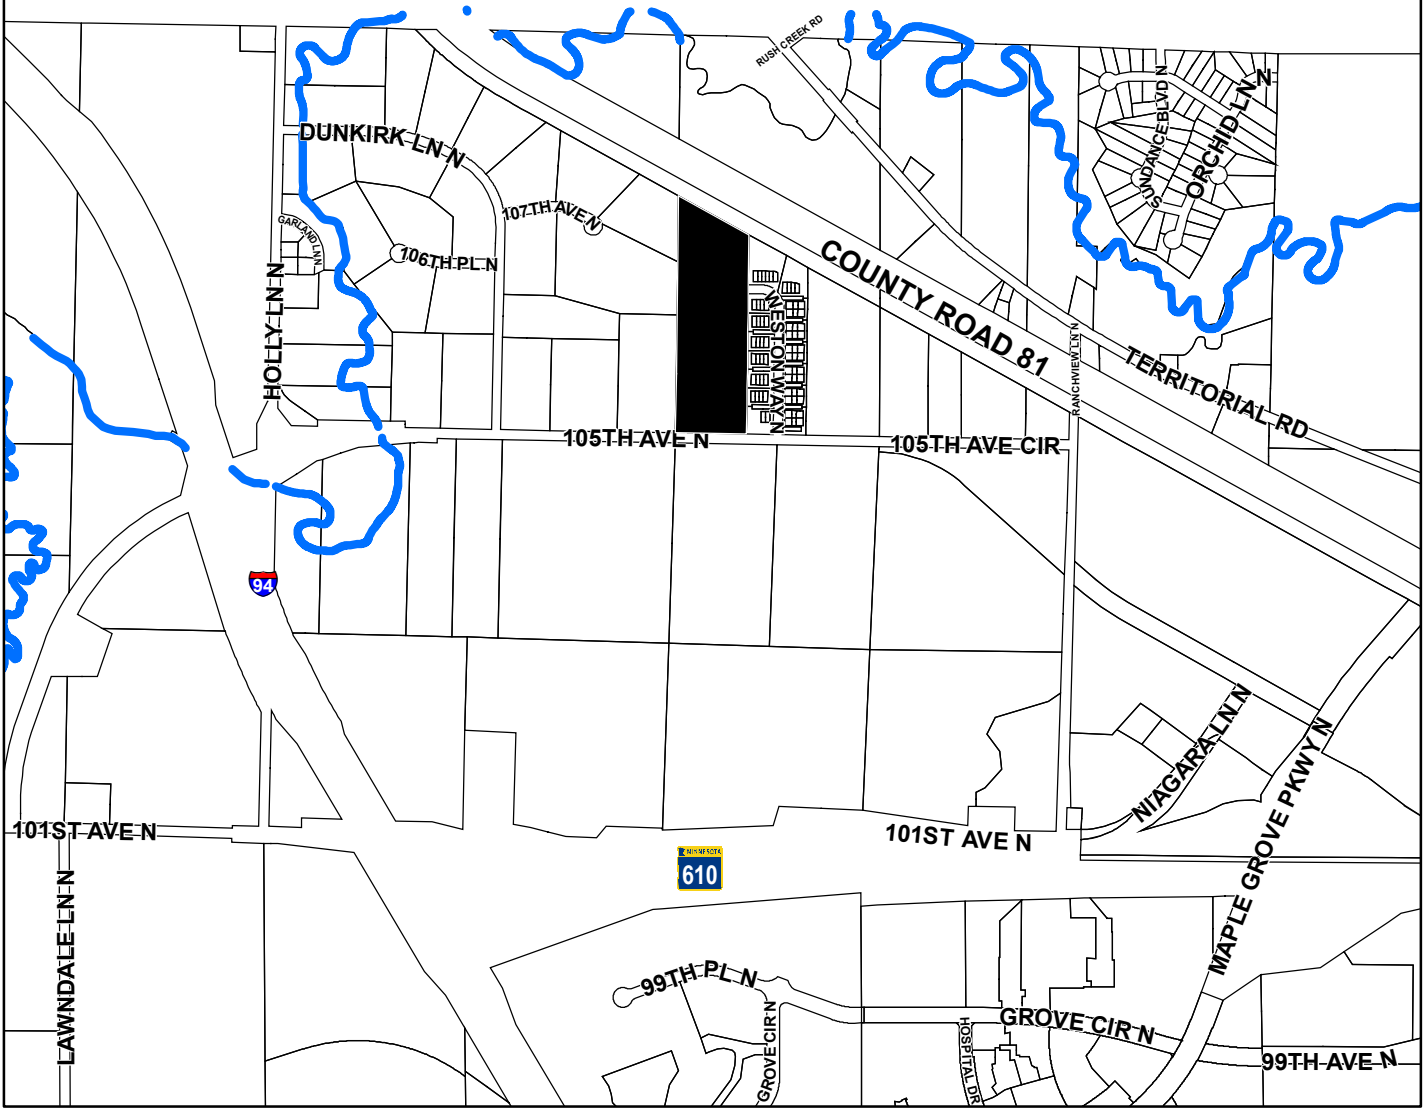 RUSH CREEK RD
SUNDANCE BLVD N
ORCHID LN N
DUNKIRK LN N
107TH AVE N
GARLAND LN N
106TH PL N
HOLLY LN N
WESTON WAY N
COUNTY ROAD 81
RANCHVIEW LN N
TERRITORIAL RD
105TH AVE N
105TH AVE CIR
94
NIAGARA LN N
MAPLE GROVE PKWY N
101ST AVE N
101ST AVE N
MINNESOTA
610
LAWNDALE LN N
99TH PL N
GROVE CIR N
GROVE CIR N
HOSPITAL DR
99TH AVE N